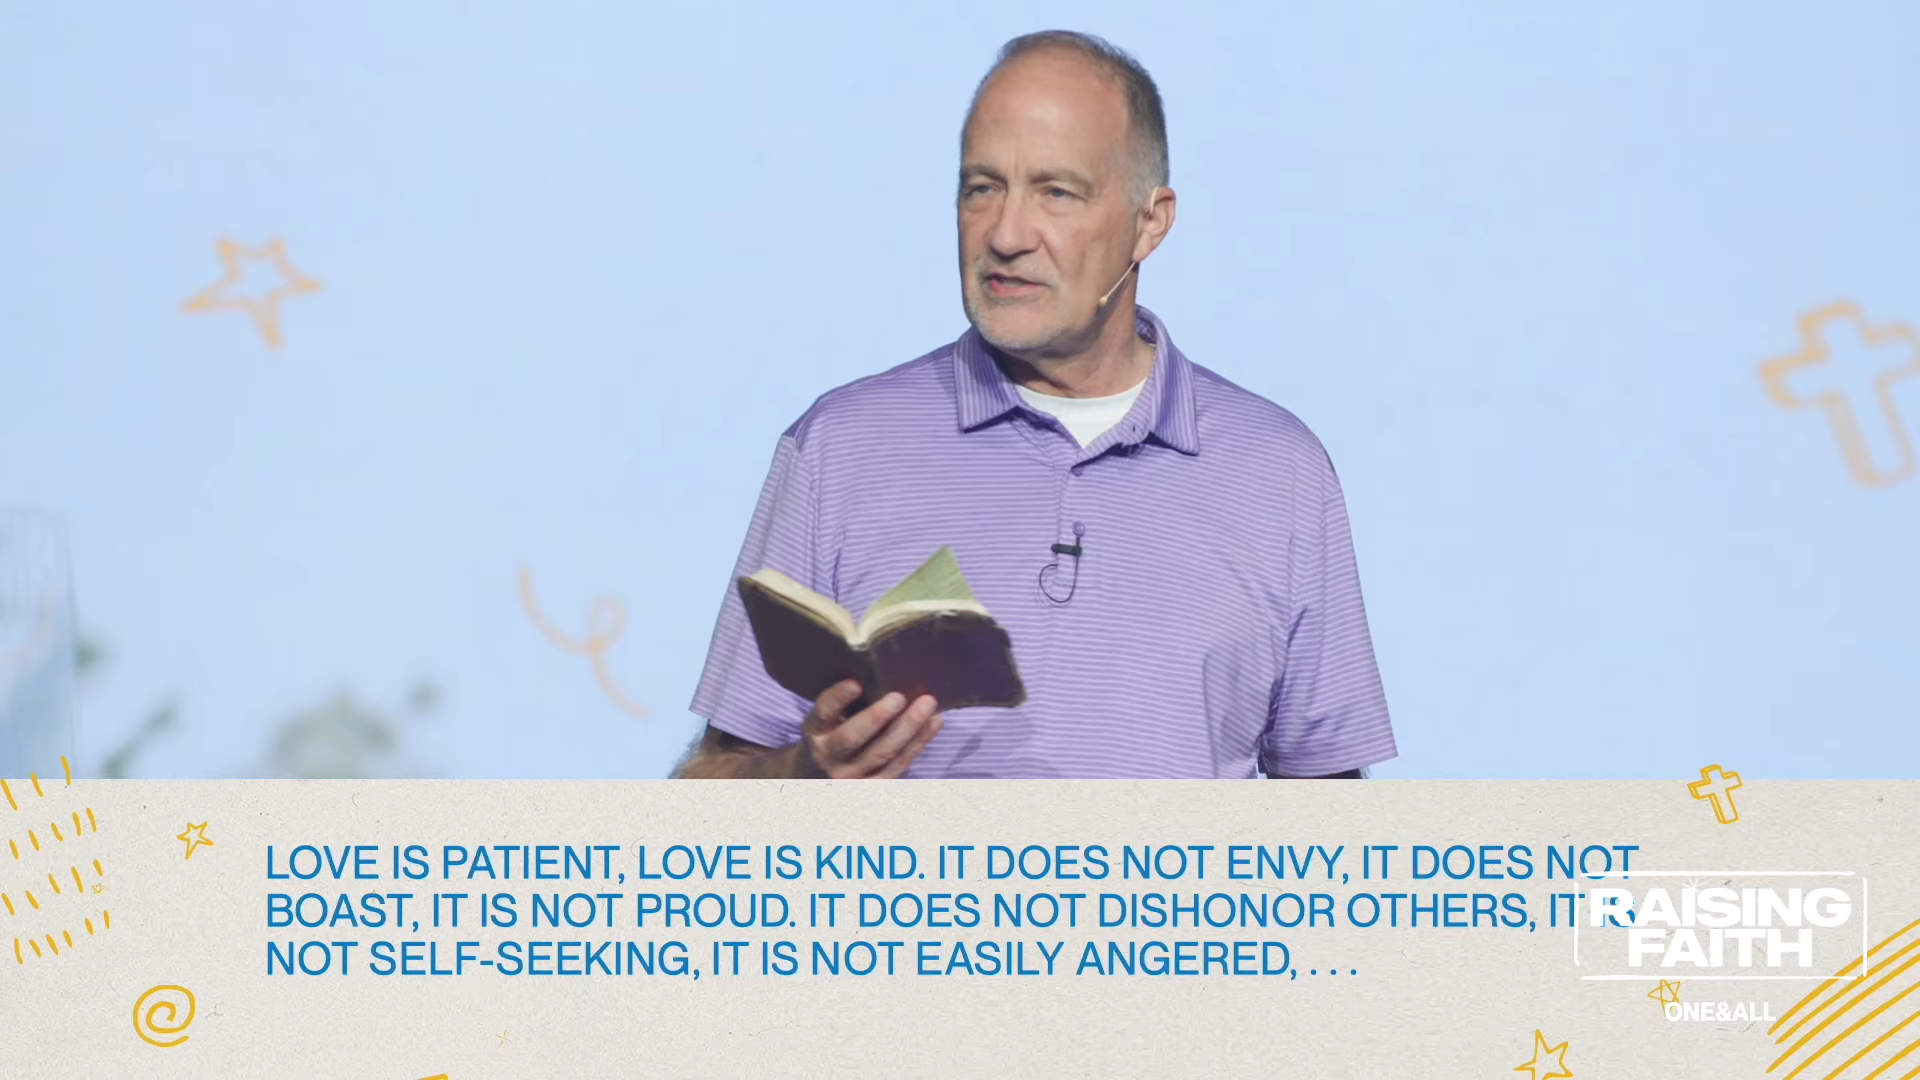 LOVE IS PATIENT, LOVE IS KIND. IT DOES NOT ENVY, IT DOES NOT
BOAST, IT IS NOT PROUD. IT DOES NOT DISHONOR OTHERS, IT IS
NOT SELF-SEEKING, IT IS NOT EASILY ANGERED, . . .
RAISING
FAITH
ONE&ALL